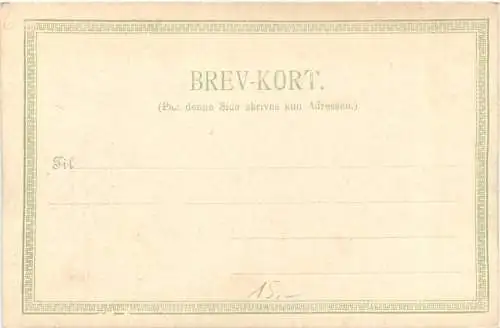 BREV-KORT.
(Paa denne Side skrives kun Adressen.)
Til
15.-